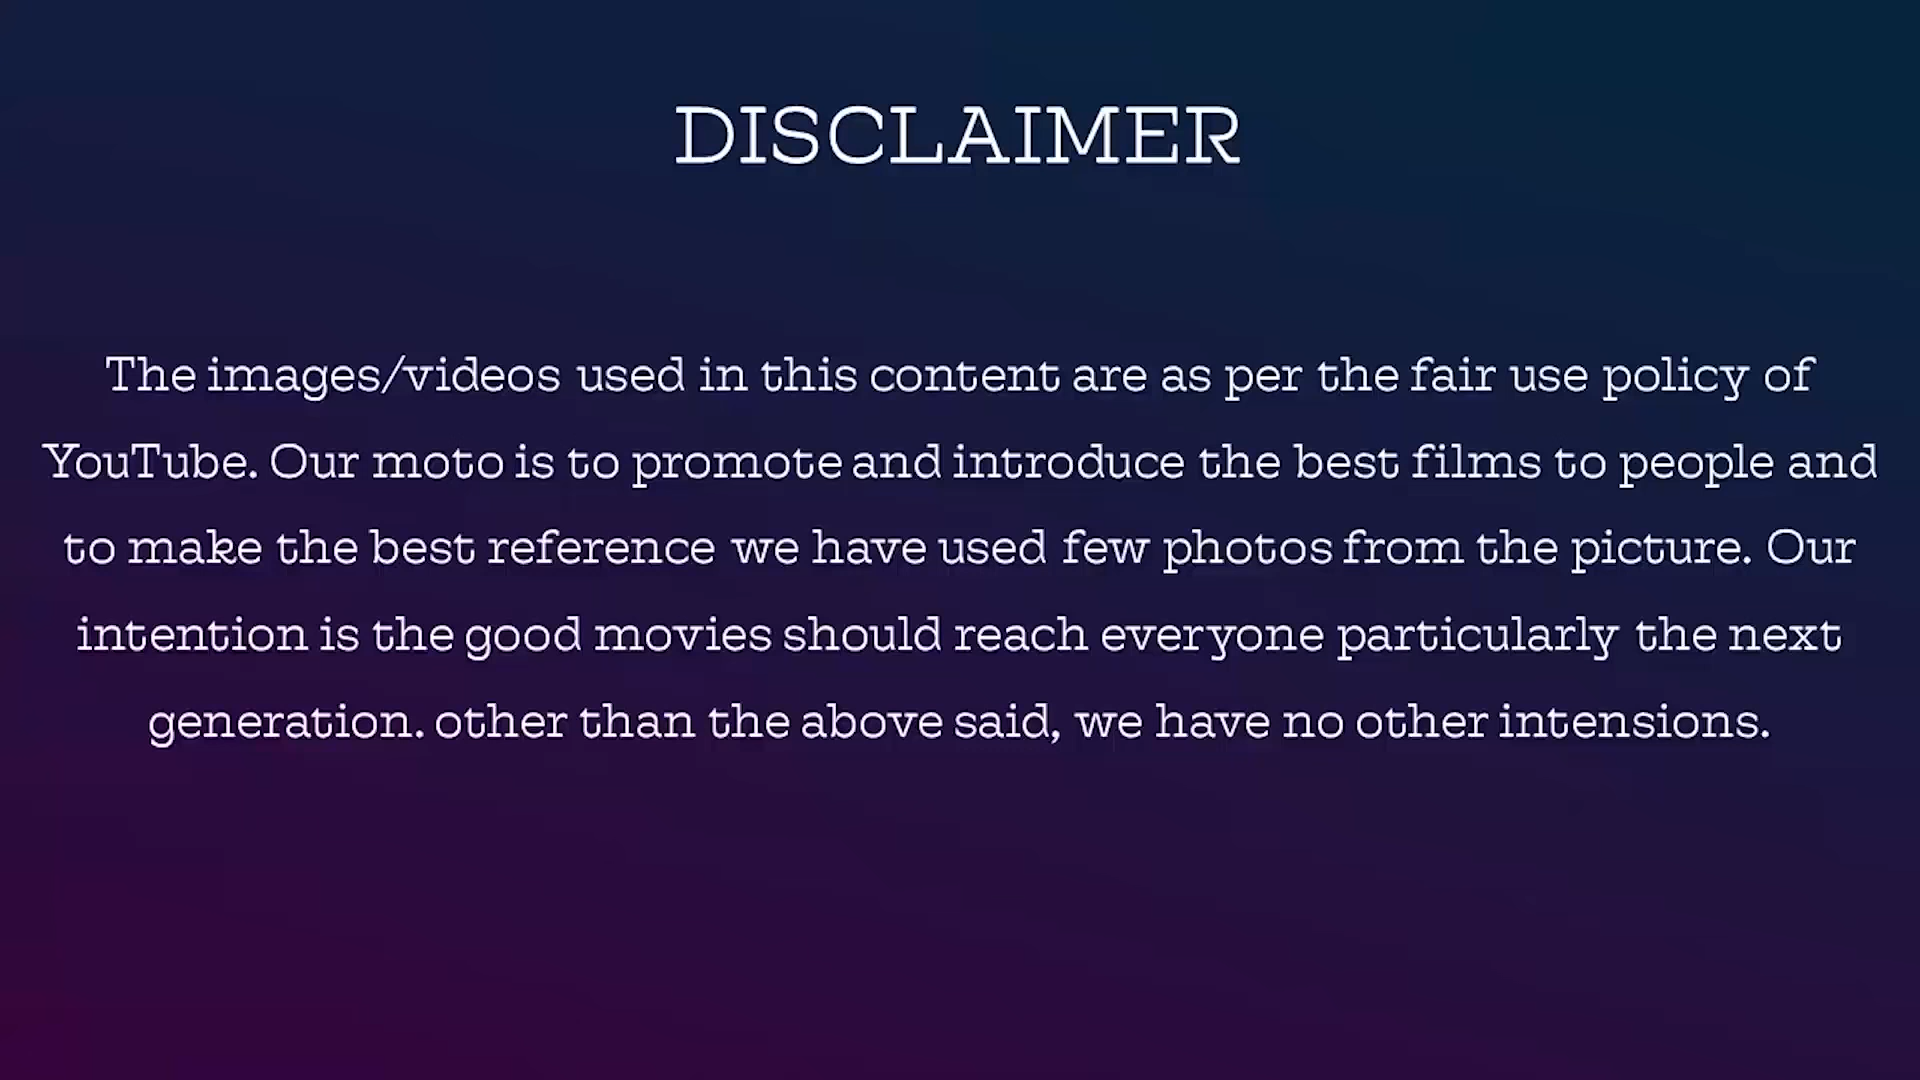 DISCLAIMER
The images/videos used in this content are as per the fair use policy of
YouTube. Our moto is to promote and introduce the best films to people and
to make the best reference we have used few photos from the picture. Our
intention is the good movies should reach everyone particularly the next
generation. other than the above said, we have no other intensions.